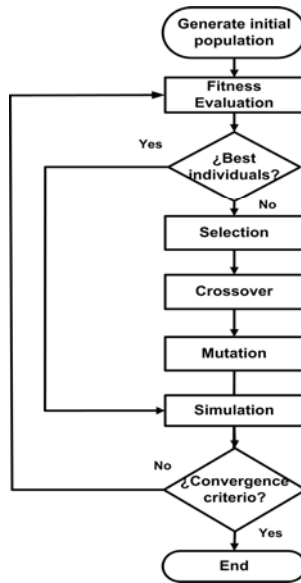 Generate initial
population
Fitness
Evaluation
Yes
¿Best
individuals?
No
Selection
Crossover
Mutation
Simulation
No
¿Convergence
criterio?
Yes
End